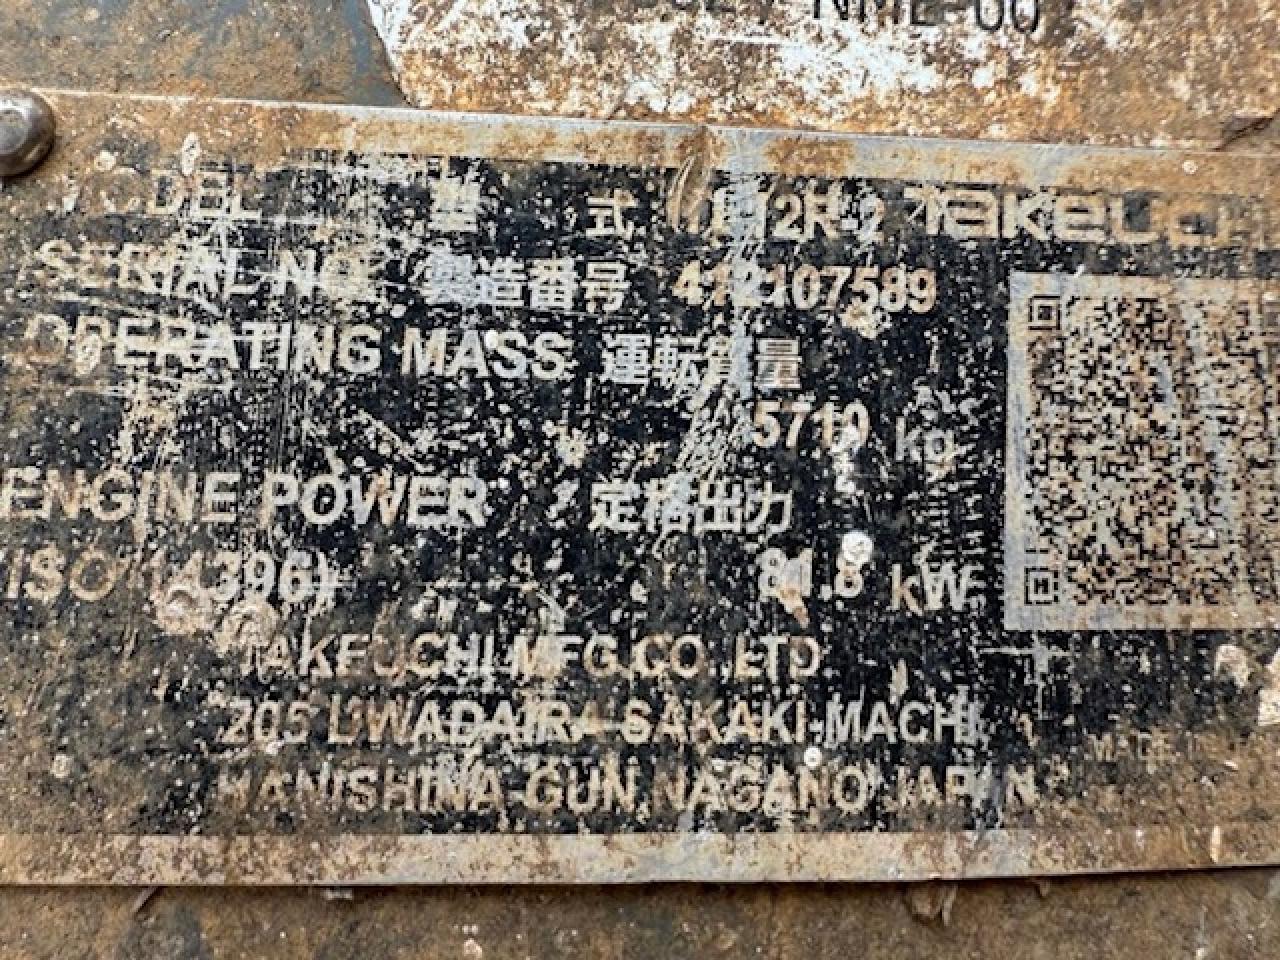 MODEL 型 式 TL12R-2 Takeuchi
SERIAL NO. 製造番号 412107589
OPERATING MASS 運転質量
5710 kg
ENGINE POWER 定格出力
ISO 14396) 81.8 kW
TAKEUCHI MFG.CO.,LTD.
205 UWADAIRA SAKAKI-MACHI
HANISHINA-GUN,NAGANO JAPAN
MADE